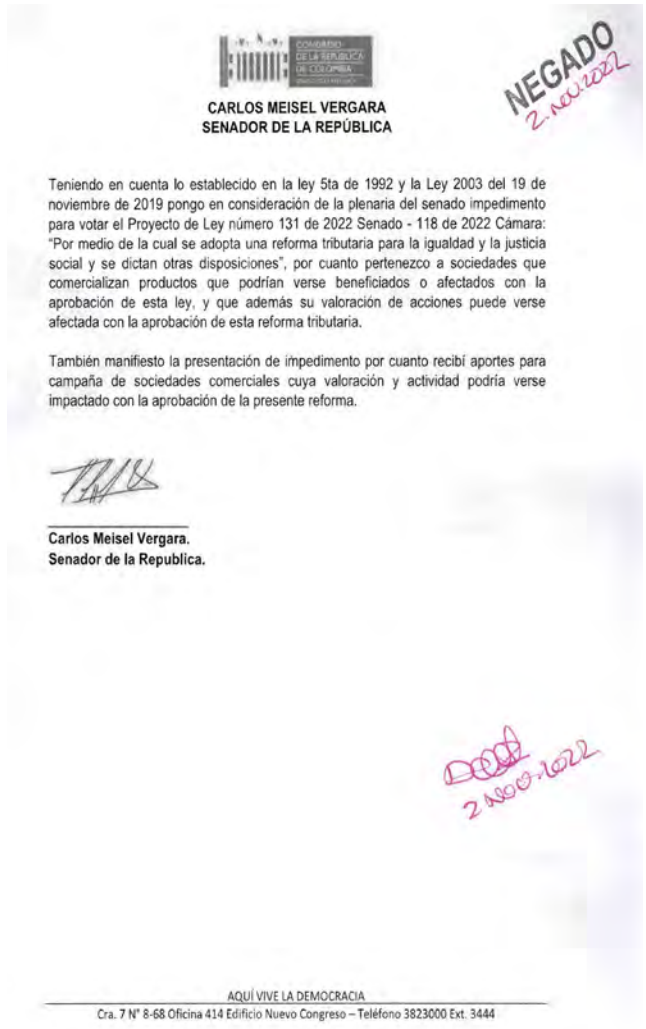 CONGRESO
DE LA REPÚBLICA
DE COLOMBIA
NEGADO
2. NOV. 2022
CARLOS MEISEL VERGARA
SENADOR DE LA REPÚBLICA
Teniendo en cuenta lo establecido en la ley 5ta de 1992 y la Ley 2003 del 19 de
noviembre de 2019 pongo en consideración de la plenaria del senado impedimento
para votar el Proyecto de Ley número 131 de 2022 Senado - 118 de 2022 Cámara:
“Por medio de la cual se adopta una reforma tributaria para la igualdad y la justicia
social y se dictan otras disposiciones”, por cuanto pertenezco a sociedades que
comercializan productos que podrían verse beneficiados o afectados con la
aprobación de esta ley, y que además su valoración de acciones puede verse
afectada con la aprobación de esta reforma tributaria.
También manifiesto la presentación de impedimento por cuanto recibí aportes para
campaña de sociedades comerciales cuya valoración y actividad podría verse
impactado con la aprobación de la presente reforma.
Carlos Meisel Vergara.
Senador de la Republica.
2 NOV. 2022
AQUÍ VIVE LA DEMOCRACIA
Cra. 7 N° 8-68 Oficina 414 Edificio Nuevo Congreso – Teléfono 3823000 Ext. 3444